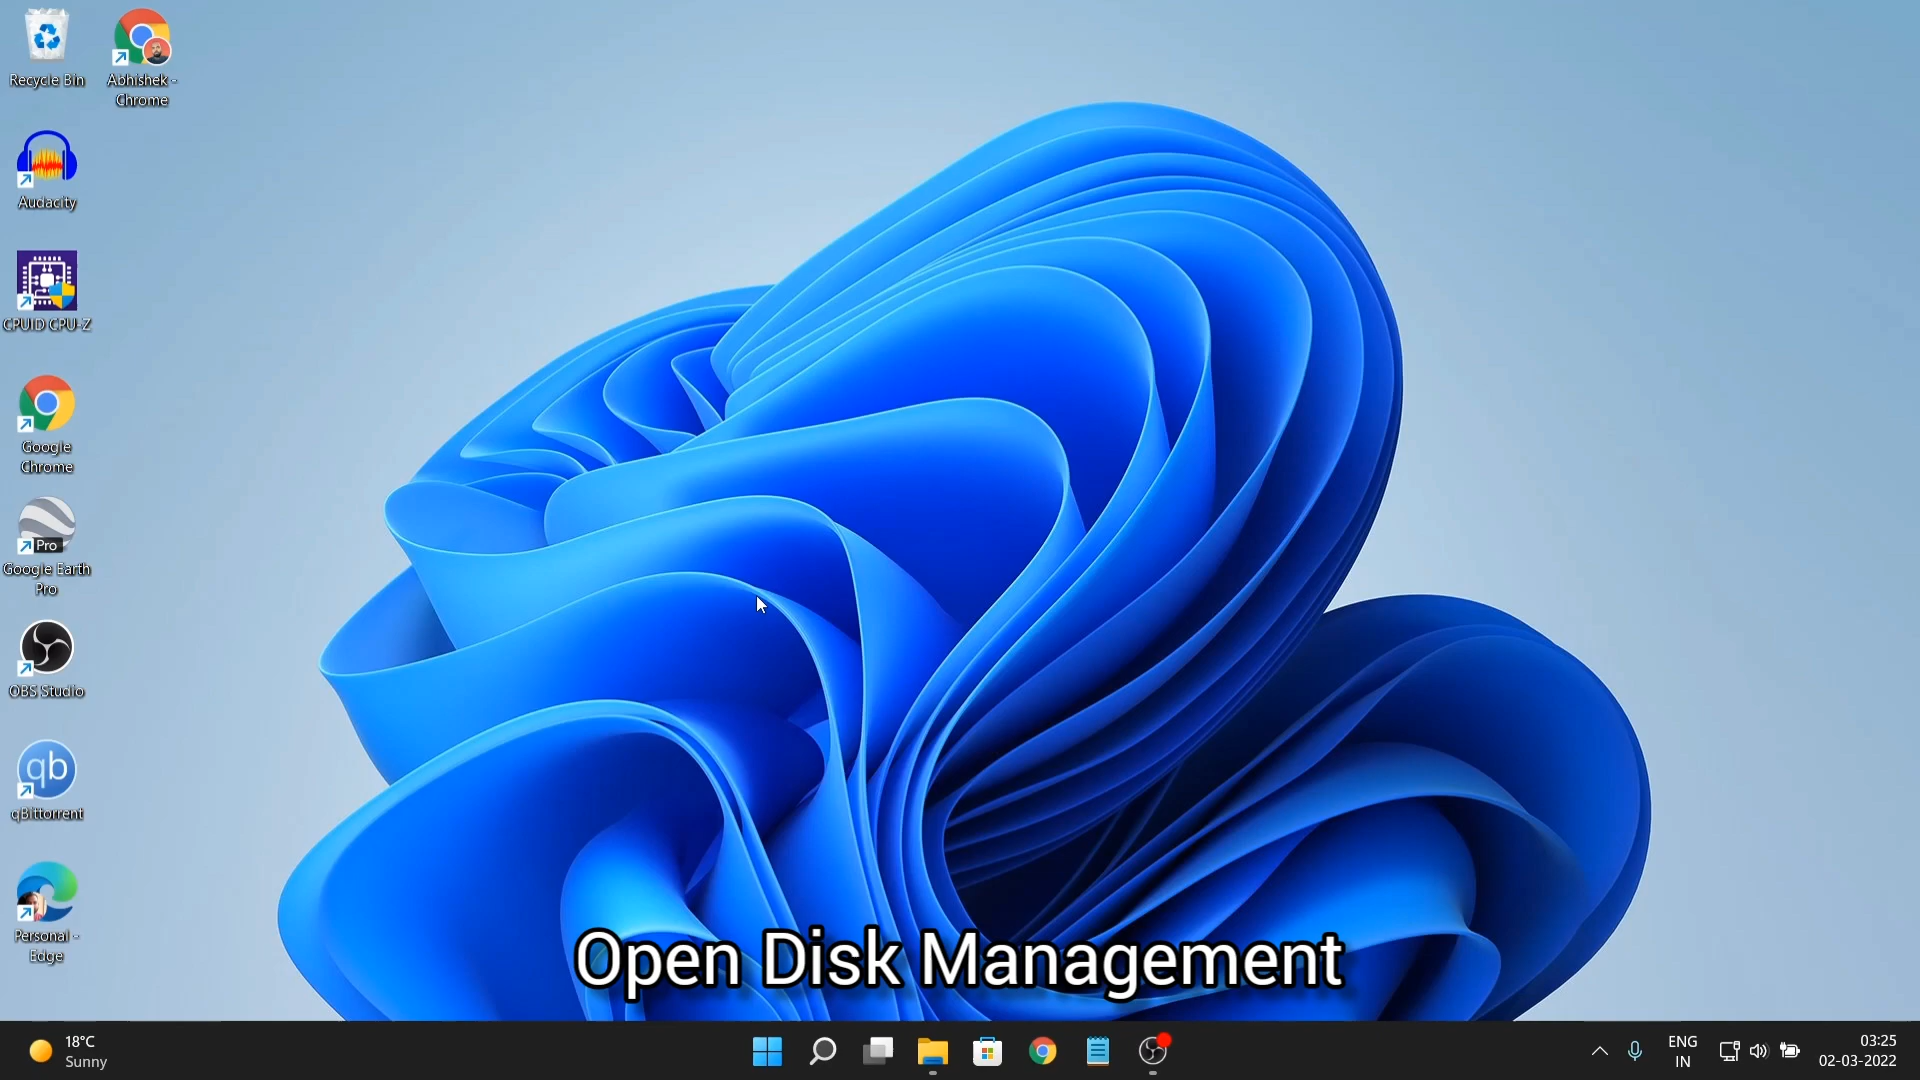 Recycle Bin
Abhishek -
Chrome
Audacity
CPUID CPU-Z
Google
Chrome
Pro
Google Earth
Pro
OBS Studio
qb
qBittorrent
Personal -
Edge
Open Disk Management
18°C
Sunny
ENG
IN
03:25
02-03-2022